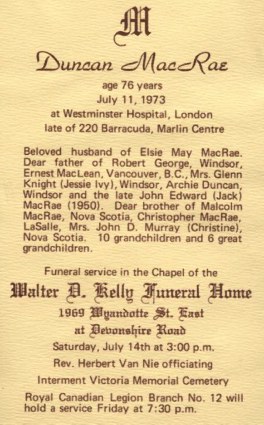 M
Duncan MacRae
age 76 years
July 11, 1973
at Westminster Hospital, London
late of 220 Barracuda, Marlin Centre
Beloved husband of Elsie May MacRae.
Dear father of Robert George, Windsor,
Ernest MacLean, Vancouver, B.C., Mrs. Glenn
Knight (Jessie Ivy), Windsor, Archie Duncan,
Windsor and the late John Edward (Jack)
MacRae (1950). Dear brother of Malcolm
MacRae, Nova Scotia, Christopher MacRae,
LaSalle, Mrs. John D. Murray (Christine),
Nova Scotia. 10 grandchildren and 6 great
grandchildren.
Funeral service in the Chapel of the
Walter D. Kelly Funeral Home
1969 Wyandotte St. East
at Devonshire Road
Saturday, July 14th at 3:00 p.m.
Rev. Herbert Van Nie officiating
Interment Victoria Memorial Cemetery
Royal Canadian Legion Branch No. 12 will
hold a service Friday at 7:30 p.m.